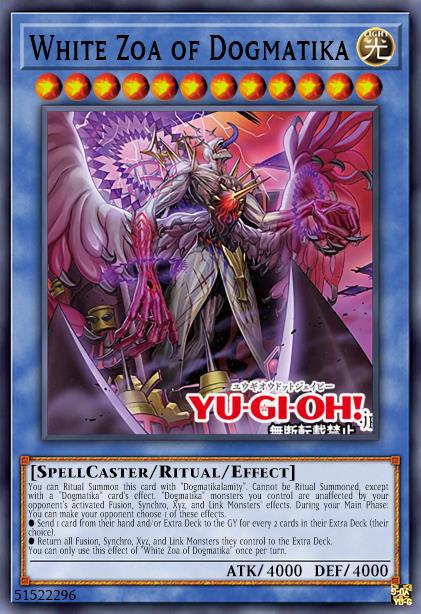 WHITE ZOA OF DOGMATIKA
LIGHT
光
ユウギオウドットジェイピー
YU-GI-OH!
無断転載禁止
[SPELLCASTER/RITUAL/EFFECT]
You can Ritual Summon this card with "Dogmatikalamity". Cannot be Ritual Summoned, except
with a "Dogmatika" card's effect. "Dogmatika" monsters you control are unaffected by your
opponent's activated Fusion, Synchro, Xyz, and Link Monsters' effects. During your Main Phase:
You can make your opponent choose 1 of these effects.
● Send 1 card from their hand and/or Extra Deck to the GY for every 2 cards in their Extra Deck (their
choice).
● Return all Fusion, Synchro, Xyz, and Link Monsters they control to the Extra Deck.
You can only use this effect of "White Zoa of Dogmatika" once per turn.
ATK/4000 DEF/4000
51522296